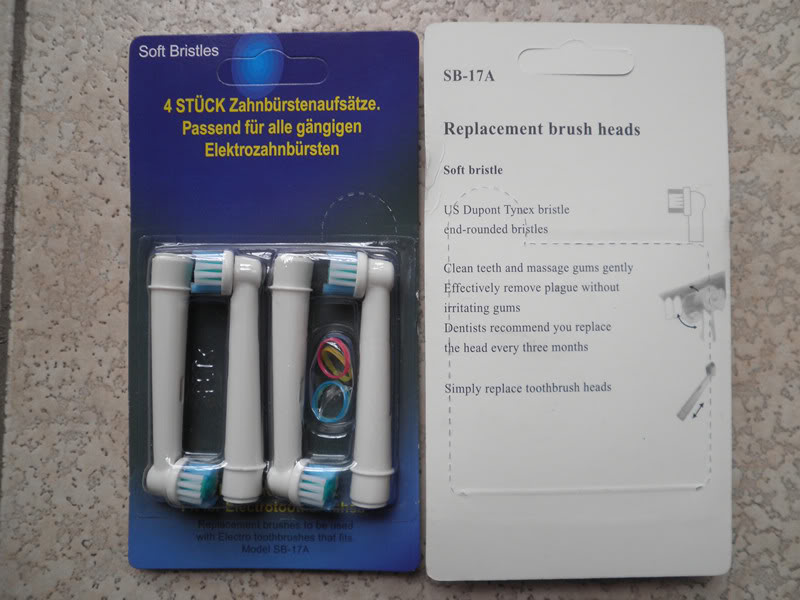 Soft Bristles
4 STÜCK Zahnbürstenaufsätze.
Passend für alle gängigen
Elektrozahnbürsten
Replacement brushes to be used
with Electro toothbrushes that fits
Model SB-17A
SB-17A
Replacement brush heads
Soft bristle
US Dupont Tynex bristle
end-rounded bristles
Clean teeth and massage gums gently
Effectively remove plague without
irritating gums
Dentists recommend you replace
the head every three months
Simply replace toothbrush heads